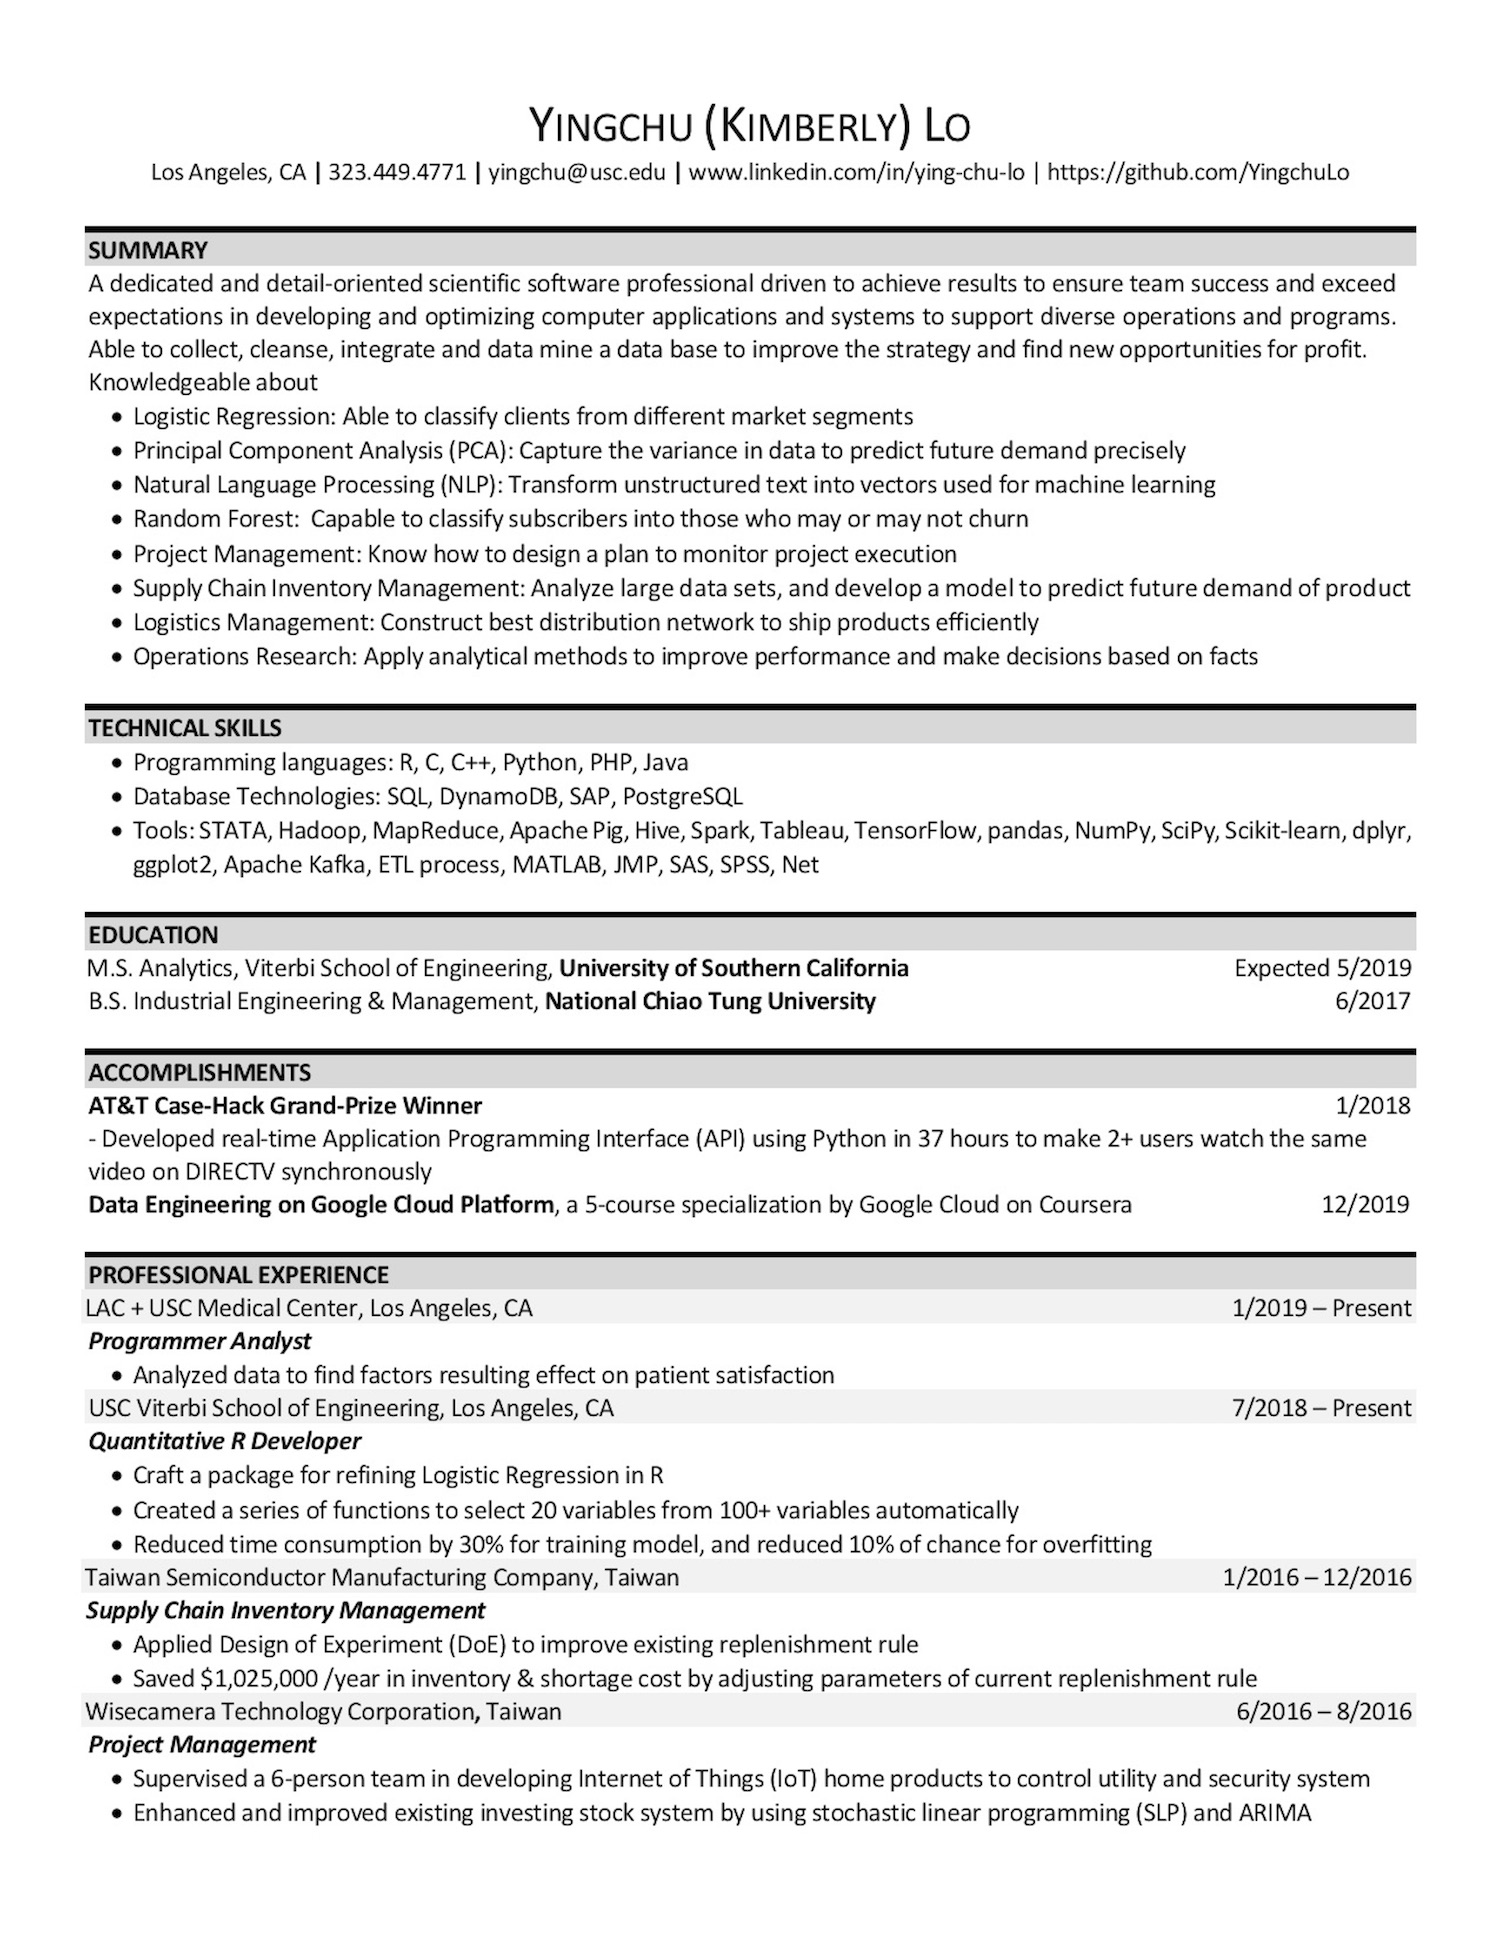 YINGCHU (KIMBERLY) LO
Los Angeles, CA | 323.449.4771 | yingchu@usc.edu | www.linkedin.com/in/ying-chu-lo | https://github.com/YingchuLo
SUMMARY
A dedicated and detail-oriented scientific software professional driven to achieve results to ensure team success and exceed
expectations in developing and optimizing computer applications and systems to support diverse operations and programs.
Able to collect, cleanse, integrate and data mine a data base to improve the strategy and find new opportunities for profit.
Knowledgeable about
• Logistic Regression: Able to classify clients from different market segments
• Principal Component Analysis (PCA): Capture the variance in data to predict future demand precisely
• Natural Language Processing (NLP): Transform unstructured text into vectors used for machine learning
• Random Forest: Capable to classify subscribers into those who may or may not churn
• Project Management: Know how to design a plan to monitor project execution
• Supply Chain Inventory Management: Analyze large data sets, and develop a model to predict future demand of product
• Logistics Management: Construct best distribution network to ship products efficiently
• Operations Research: Apply analytical methods to improve performance and make decisions based on facts
TECHNICAL SKILLS
• Programming languages: R, C, C++, Python, PHP, Java
• Database Technologies: SQL, DynamoDB, SAP, PostgreSQL
• Tools: STATA, Hadoop, MapReduce, Apache Pig, Hive, Spark, Tableau, TensorFlow, pandas, NumPy, SciPy, Scikit-learn, dplyr,
ggplot2, Apache Kafka, ETL process, MATLAB, JMP, SAS, SPSS, Net
EDUCATION
M.S. Analytics, Viterbi School of Engineering, University of Southern California Expected 5/2019
B.S. Industrial Engineering & Management, National Chiao Tung University 6/2017
ACCOMPLISHMENTS
AT&T Case-Hack Grand-Prize Winner 1/2018
- Developed real-time Application Programming Interface (API) using Python in 37 hours to make 2+ users watch the same
video on DIRECTV synchronously
Data Engineering on Google Cloud Platform, a 5-course specialization by Google Cloud on Coursera 12/2019
PROFESSIONAL EXPERIENCE
LAC + USC Medical Center, Los Angeles, CA 1/2019 – Present
Programmer Analyst
• Analyzed data to find factors resulting effect on patient satisfaction
USC Viterbi School of Engineering, Los Angeles, CA 7/2018 – Present
Quantitative R Developer
• Craft a package for refining Logistic Regression in R
• Created a series of functions to select 20 variables from 100+ variables automatically
• Reduced time consumption by 30% for training model, and reduced 10% of chance for overfitting
Taiwan Semiconductor Manufacturing Company, Taiwan 1/2016 – 12/2016
Supply Chain Inventory Management
• Applied Design of Experiment (DoE) to improve existing replenishment rule
• Saved $1,025,000 /year in inventory & shortage cost by adjusting parameters of current replenishment rule
Wisecamera Technology Corporation, Taiwan 6/2016 – 8/2016
Project Management
• Supervised a 6-person team in developing Internet of Things (IoT) home products to control utility and security system
• Enhanced and improved existing investing stock system by using stochastic linear programming (SLP) and ARIMA